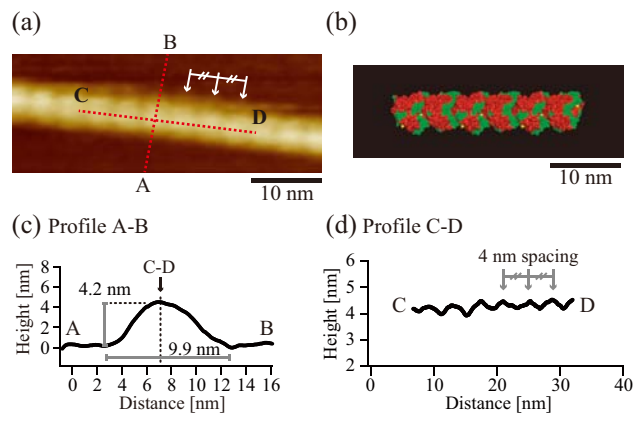 (a)
B
C
D
A
10 nm
(b)
10 nm
(c) Profile A-B
Height [nm]
8
6
4
2
0
4.2 nm
C-D
A
B
9.9 nm
0 2 4 6 8 10 12 14 16
Distance [nm]
(d) Profile C-D
Height [nm]
6
5
4
3
2
4 nm spacing
C
D
0 10 20 30 40
Distance [nm]